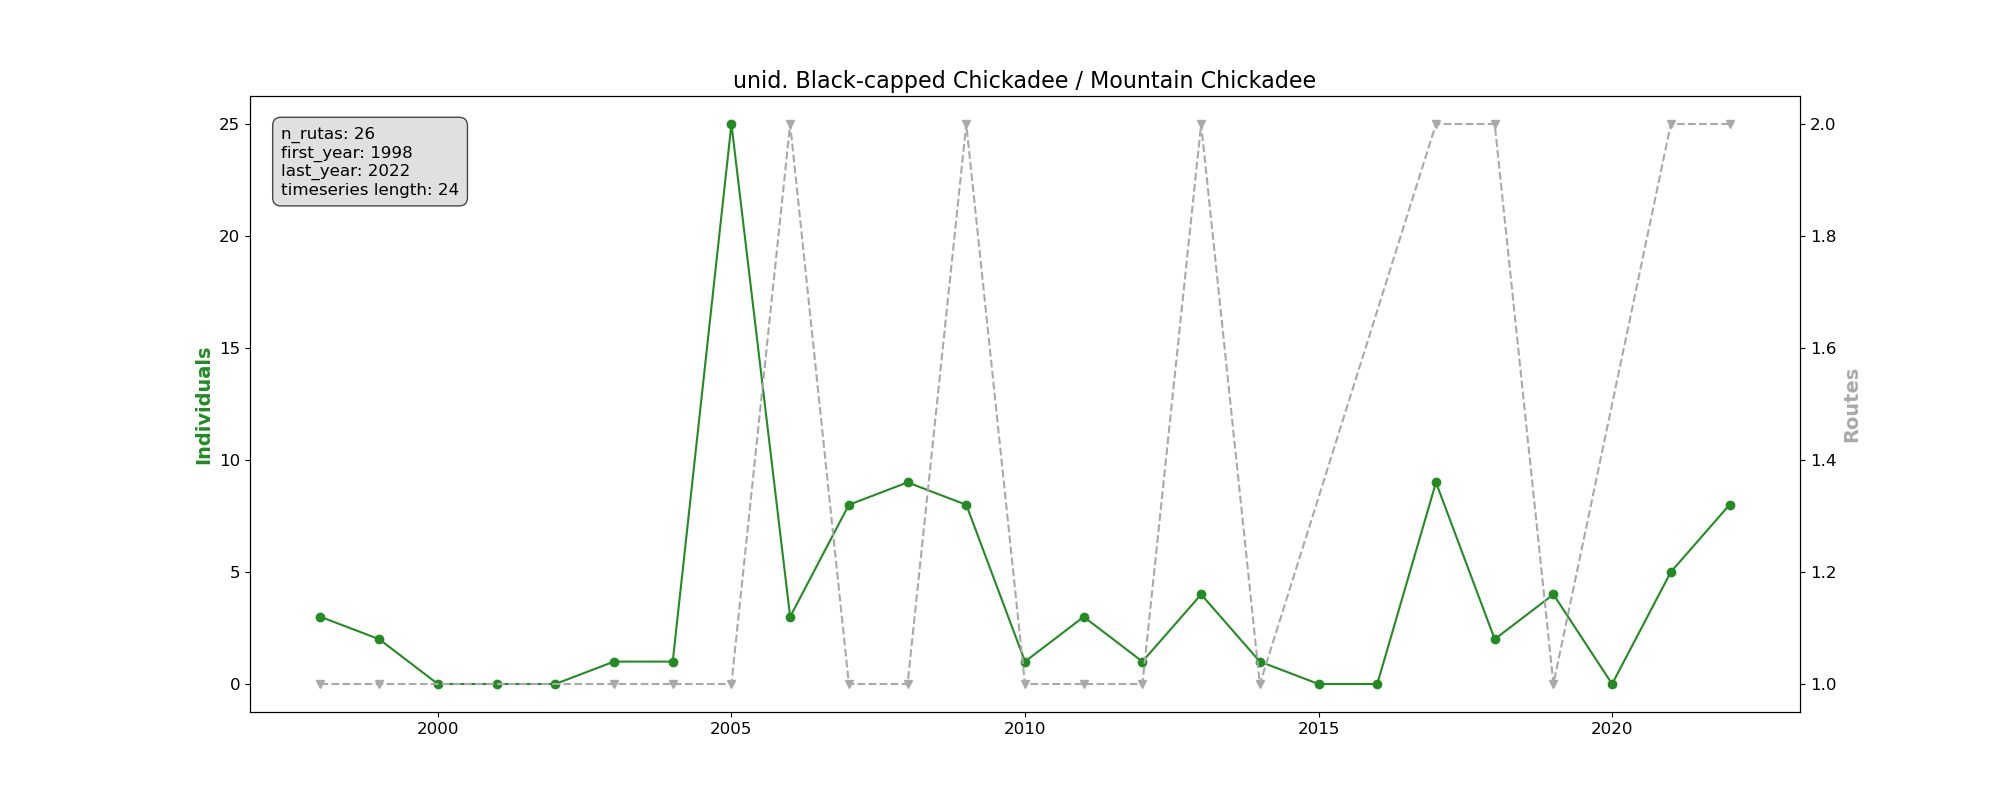 unid. Black-capped Chickadee / Mountain Chickadee
n_rutas: 26
first_year: 1998
last_year: 2022
timeseries length: 24
25
20
15
10
5
0
Individuals
2.0
1.8
1.6
1.4
1.2
1.0
Routes
2000
2005
2010
2015
2020